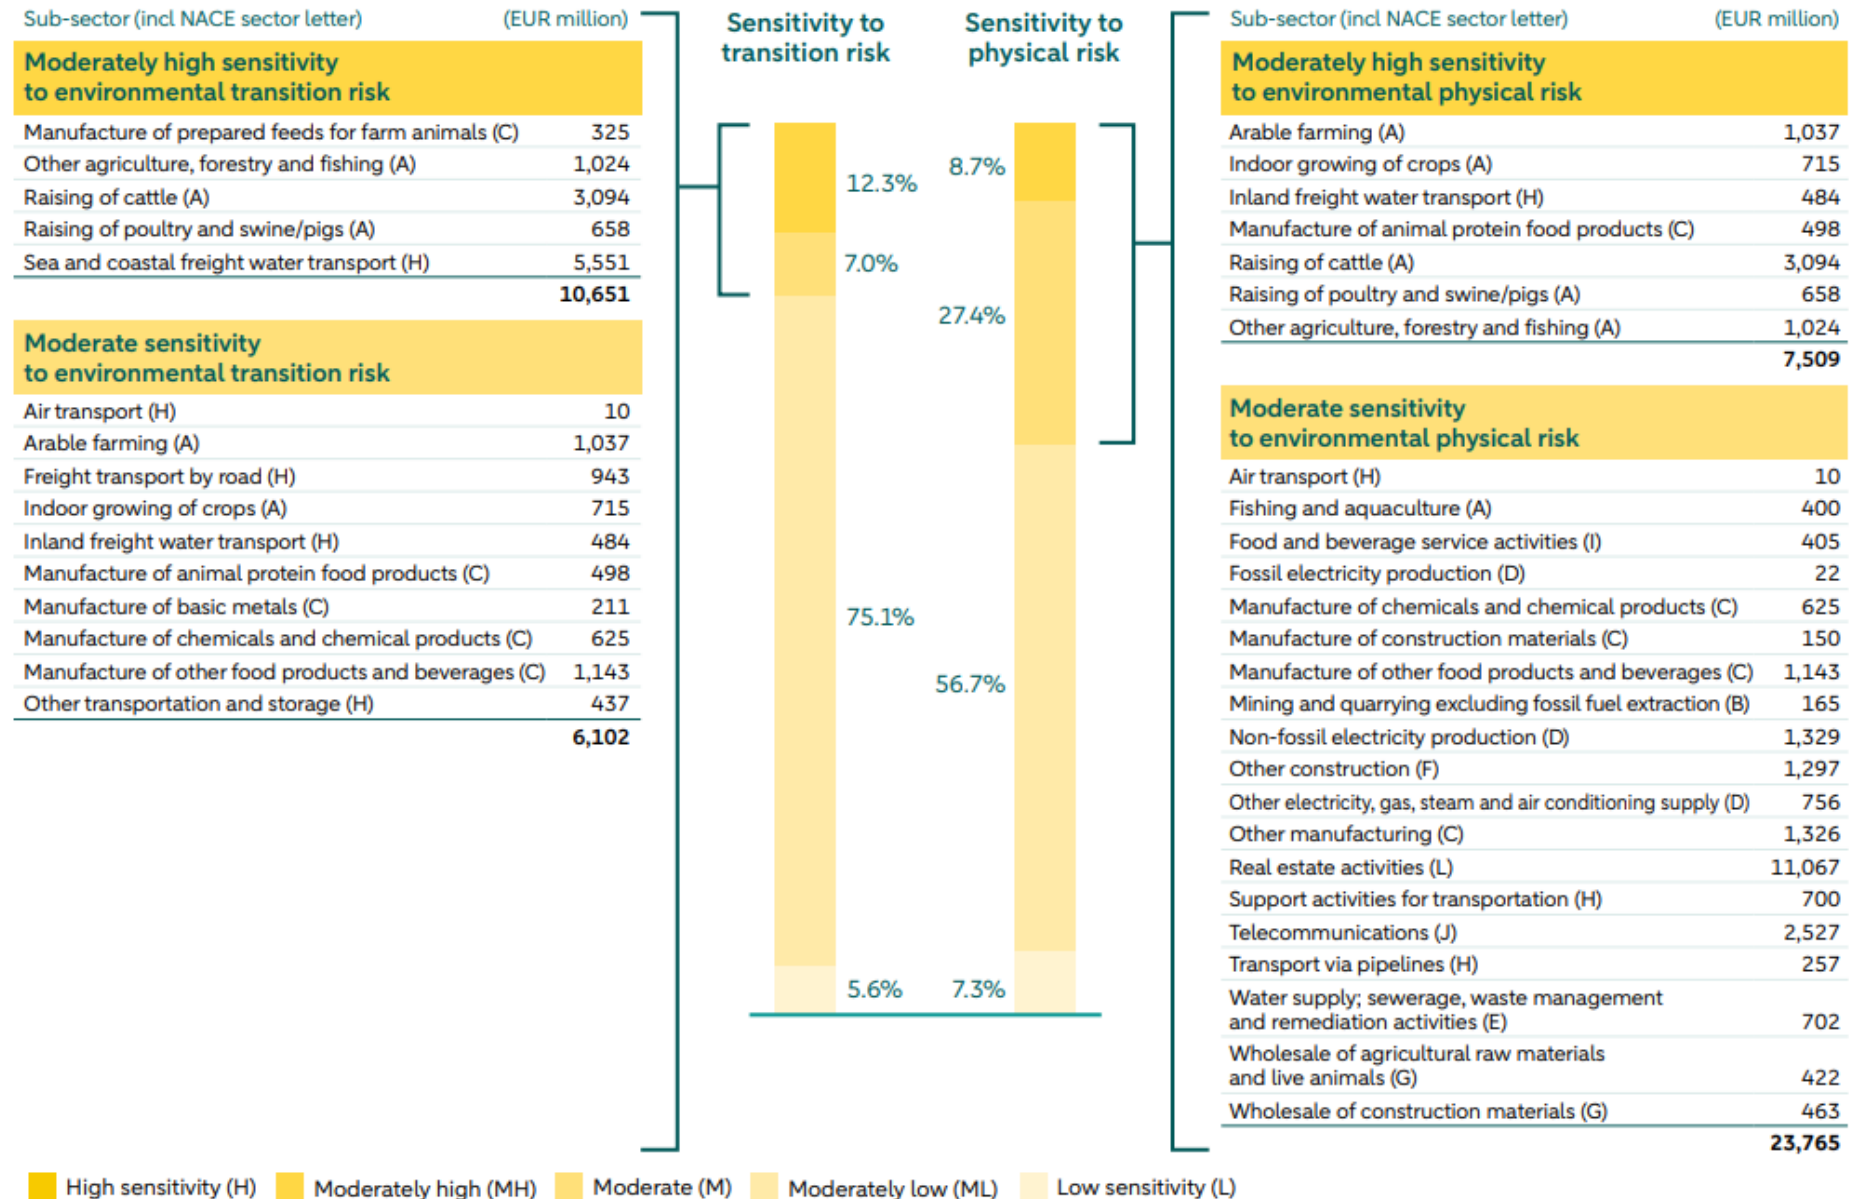 Sub-sector (incl NACE sector letter) (EUR million)
Moderately high sensitivity
to environmental transition risk
Manufacture of prepared feeds for farm animals (C) 325
Other agriculture, forestry and fishing (A) 1,024
Raising of cattle (A) 3,094
Raising of poultry and swine/pigs (A) 658
Sea and coastal freight water transport (H) 5,551
10,651
Moderate sensitivity
to environmental transition risk
Air transport (H) 10
Arable farming (A) 1,037
Freight transport by road (H) 943
Indoor growing of crops (A) 715
Inland freight water transport (H) 484
Manufacture of animal protein food products (C) 498
Manufacture of basic metals (C) 211
Manufacture of chemicals and chemical products (C) 625
Manufacture of other food products and beverages (C) 1,143
Other transportation and storage (H) 437
6,102
Sensitivity to
transition risk
12.3%
7.0%
75.1%
5.6%
Sensitivity to
physical risk
8.7%
27.4%
56.7%
7.3%
Sub-sector (incl NACE sector letter) (EUR million)
Moderately high sensitivity
to environmental physical risk
Arable farming (A) 1,037
Indoor growing of crops (A) 715
Inland freight water transport (H) 484
Manufacture of animal protein food products (C) 498
Raising of cattle (A) 3,094
Raising of poultry and swine/pigs (A) 658
Other agriculture, forestry and fishing (A) 1,024
7,509
Moderate sensitivity
to environmental physical risk
Air transport (H) 10
Fishing and aquaculture (A) 400
Food and beverage service activities (I) 405
Fossil electricity production (D) 22
Manufacture of chemicals and chemical products (C) 625
Manufacture of construction materials (C) 150
Manufacture of other food products and beverages (C) 1,143
Mining and quarrying excluding fossil fuel extraction (B) 165
Non-fossil electricity production (D) 1,329
Other construction (F) 1,297
Other electricity, gas, steam and air conditioning supply (D) 756
Other manufacturing (C) 1,326
Real estate activities (L) 11,067
Support activities for transportation (H) 700
Telecommunications (J) 2,527
Transport via pipelines (H) 257
Water supply; sewerage, waste management
and remediation activities (E) 702
Wholesale of agricultural raw materials
and live animals (G) 422
Wholesale of construction materials (G) 463
23,765
High sensitivity (H) Moderately high (MH) Moderate (M) Moderately low (ML) Low sensitivity (L)